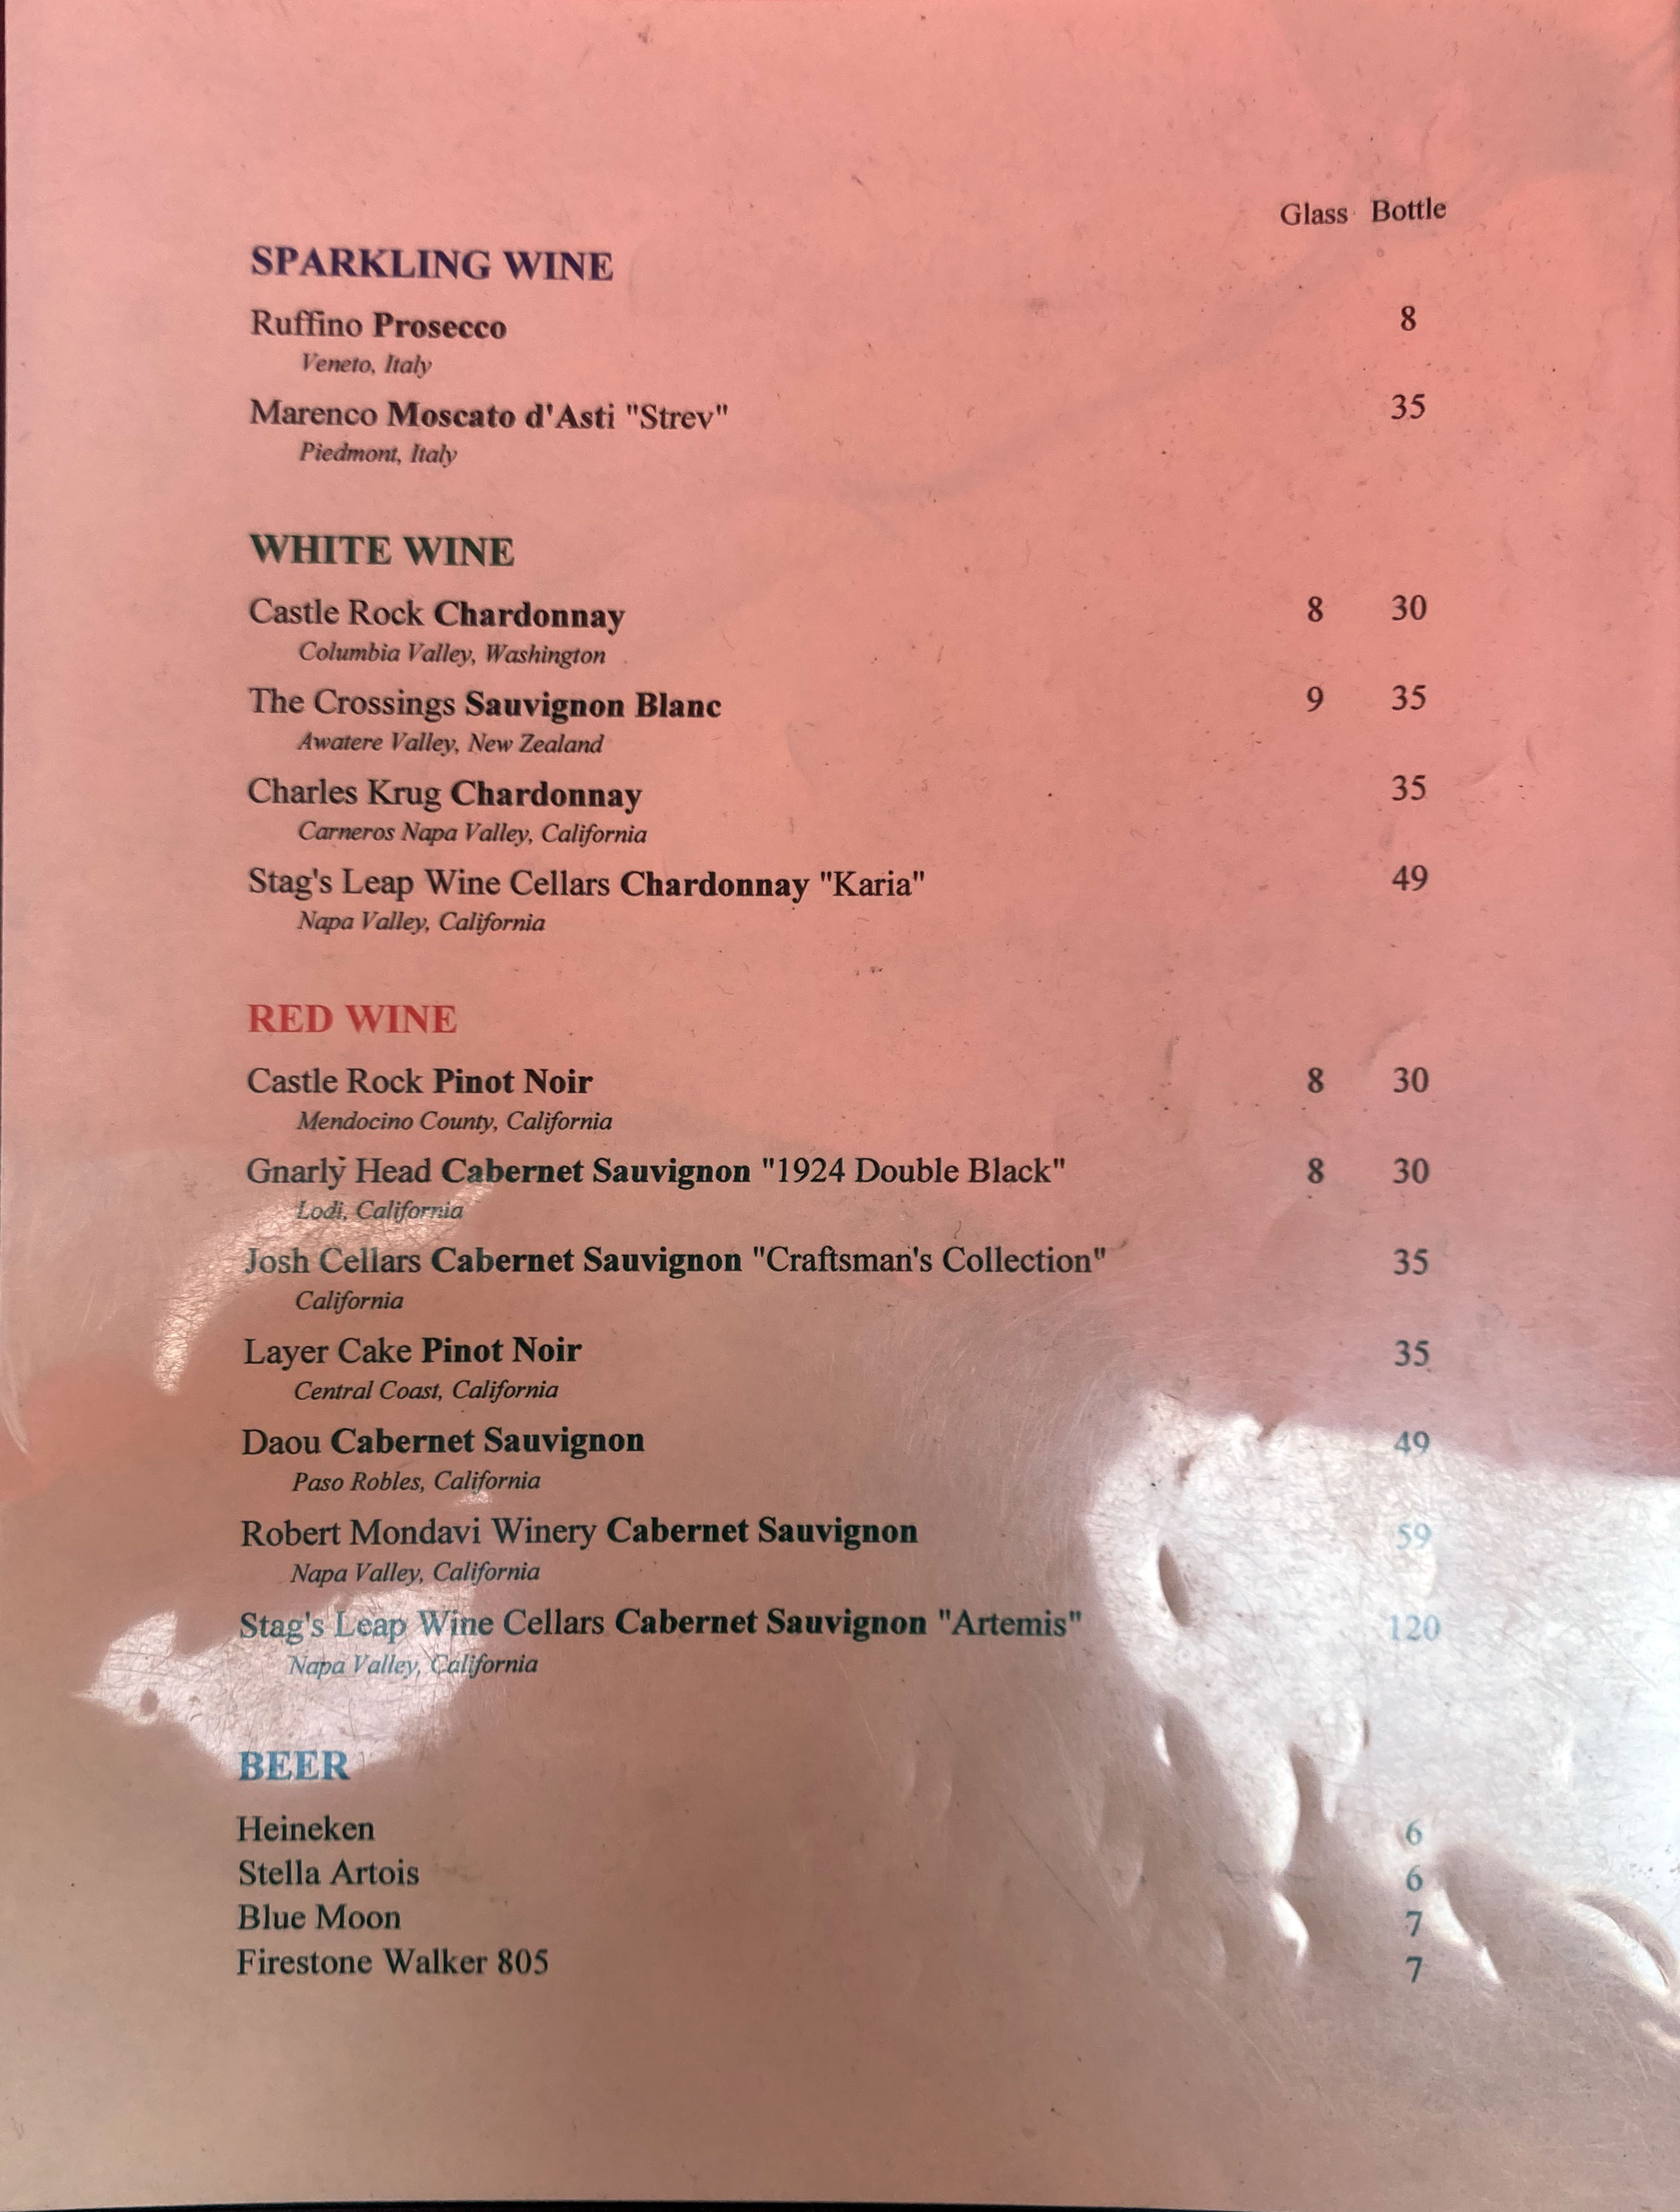 Glass Bottle
SPARKLING WINE
Ruffino Prosecco 8
Veneto, Italy
Marenco Moscato d'Asti "Strev" 35
Piedmont, Italy
WHITE WINE
Castle Rock Chardonnay 8 30
Columbia Valley, Washington
The Crossings Sauvignon Blanc 9 35
Awatere Valley, New Zealand
Charles Krug Chardonnay 35
Carneros Napa Valley, California
Stag's Leap Wine Cellars Chardonnay "Karia" 49
Napa Valley, California
RED WINE
Castle Rock Pinot Noir 8 30
Mendocino County, California
Gnarly Head Cabernet Sauvignon "1924 Double Black" 8 30
Lodi, California
Josh Cellars Cabernet Sauvignon "Craftsman's Collection" 35
California
Layer Cake Pinot Noir 35
Central Coast, California
Daou Cabernet Sauvignon 49
Paso Robles, California
Robert Mondavi Winery Cabernet Sauvignon 59
Napa Valley, California
Stag's Leap Wine Cellars Cabernet Sauvignon "Artemis" 120
Napa Valley, California
BEER
Heineken 6
Stella Artois 6
Blue Moon 7
Firestone Walker 805 7